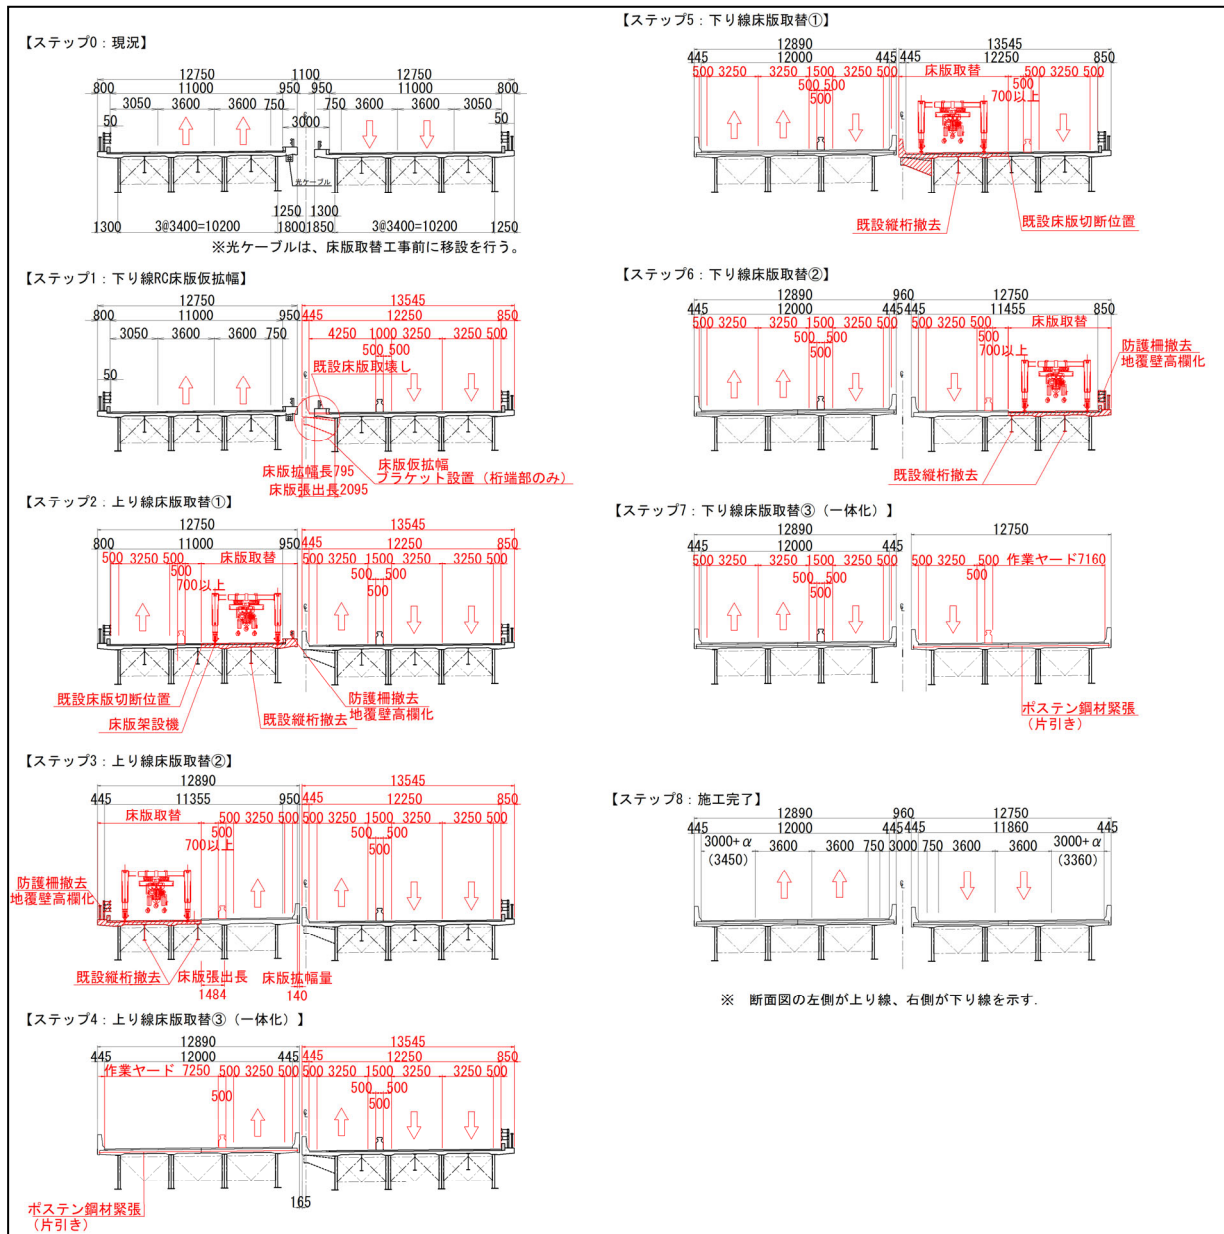 【ステップ0：現況】
12750 1100 12750
800 11000 950 950 11000 800
3050 3600 3600 750 750 3600 3600 3050
50 3000 50
光ケーブル
1250 1300
1300 3@3400=10200 1800 1850 3@3400=10200 1250
※光ケーブルは、床版取替工事前に移設を行う。
【ステップ1：下り線RC床版仮拡幅】
12750 13545
800 11000 950 445 12250 850
3050 3600 3600 750 4250 1000 3250 3250 500
500 500
既設床版取壊し
50
床版拡幅長795
床版張出長2095
床版仮拡幅
ブラケット設置（桁端部のみ）
【ステップ2：上り線床版取替①】
12750 13545
800 11000 950 445 12250 850
500 3250 500 床版取替 500 3250 1500 3250 3250 500
500 500 500
700以上 500
既設床版切断位置
床版架設機
既設縦桁撤去
防護柵撤去
地覆壁高欄化
【ステップ3：上り線床版取替②】
12890 13545
445 11355 950 445 12250 850
床版取替 500 3250 500 500 3250 1500 3250 3250 500
500 500 500
700以上 500
防護柵撤去
地覆壁高欄化
既設縦桁撤去 床版張出長 床版拡幅量
1484 140
【ステップ4：上り線床版取替③（一体化）】
12890 13545
445 12000 445 445 12250 850
作業ヤード 7250 500 3250 500 500 3250 1500 3250 3250 500
500 500 500
500
165
ポステン鋼材緊張
（片引き）
【ステップ5：下り線床版取替①】
12890 13545
445 12000 445 445 12250 850
500 3250 3250 1500 3250 500 床版取替 500 3250 500
500 500 500
500 700以上
既設縦桁撤去 既設床版切断位置
【ステップ6：下り線床版取替②】
12890 960 12750
445 12000 445 445 11455 850
500 3250 3250 1500 3250 500 500 3250 500 床版取替
500 500 500
500 700以上
防護柵撤去
地覆壁高欄化
既設縦桁撤去
【ステップ7：下り線床版取替③（一体化）】
12890 12750
445 12000 445
500 3250 3250 1500 3250 500 500 3250 500 作業ヤード7160
500 500 500
500
ポステン鋼材緊張
（片引き）
【ステップ8：施工完了】
12890 960 12750
445 12000 445 445 11860 445
3000+α 3600 3600 750 3000 750 3600 3600 3000+α
（3450） （3360）
※ 断面図の左側が上り線、右側が下り線を示す.